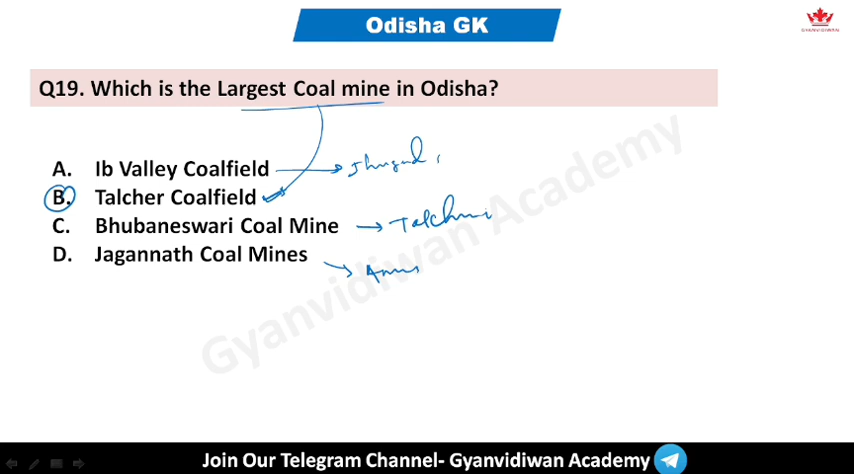 Odisha GK
GYANVIDIWAN
Q19. Which is the Largest Coal mine in Odisha?
A. Ib Valley Coalfield
B. Talcher Coalfield
C. Bhubaneswari Coal Mine
D. Jagannath Coal Mines
Gyanvidiwan Academy
Join Our Telegram Channel- Gyanvidiwan Academy